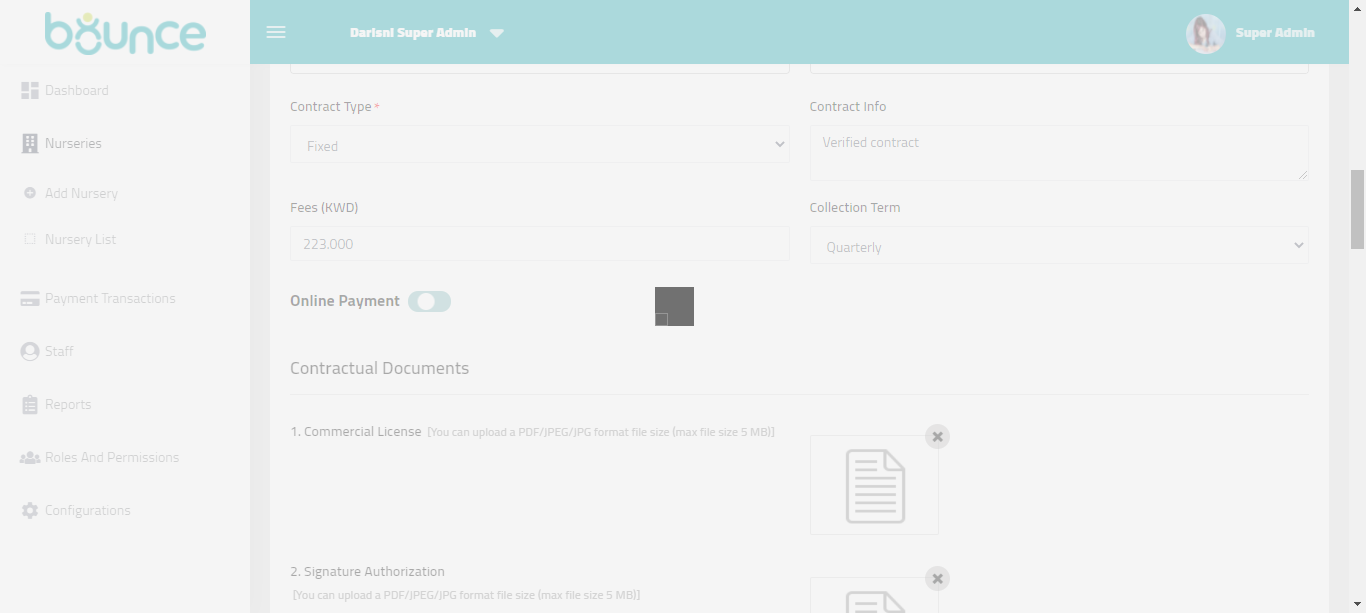 bounce
Darisni Super Admin
Super Admin
Dashboard
Nurseries
Add Nursery
Nursery List
Payment Transactions
Staff
Reports
Roles And Permissions
Configurations
Contract Type *
Contract Info
Fixed
Verified contract
Fees (KWD)
Collection Term
223.000
Quarterly
Online Payment
Contractual Documents
1. Commercial License [You can upload a PDF/JPEG/JPG format file size (max file size 5 MB)]
2. Signature Authorization
[You can upload a PDF/JPEG/JPG format file size (max file size 5 MB)]